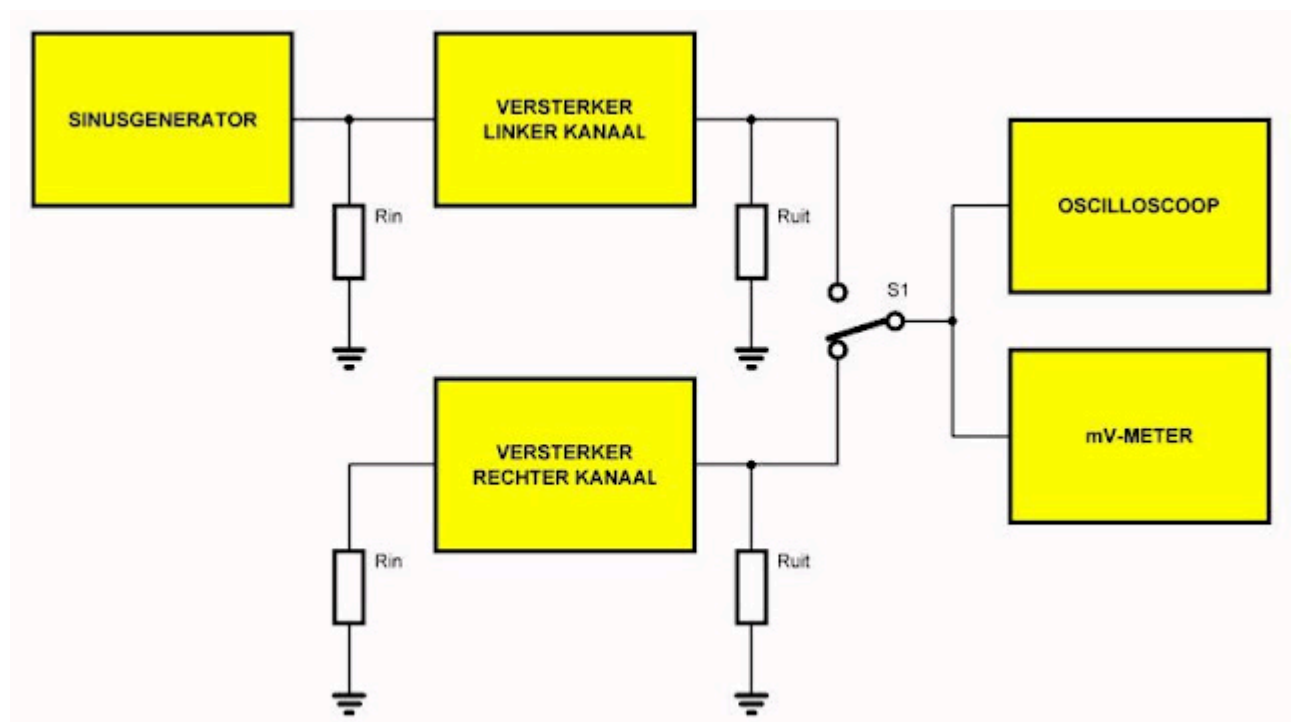 SINUSGENERATOR
VERSTERKER
LINKER KANAAL
Rin
Ruit
S1
OSCILLOSCOOP
mV-METER
VERSTERKER
RECHTER KANAAL
Rin
Ruit